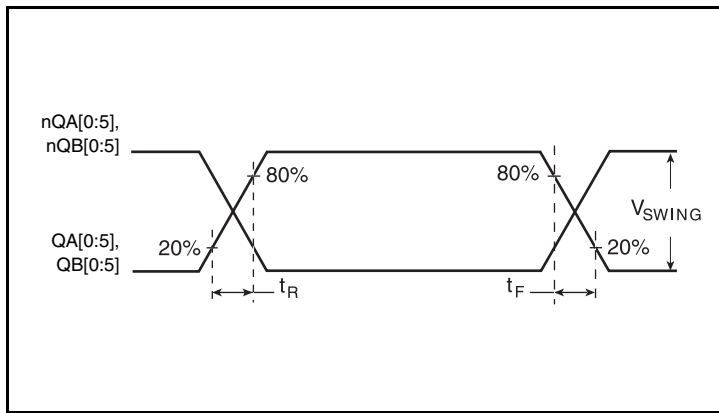 nQA[0:5],
nQB[0:5]
80%
80%
VSWING
QA[0:5],
QB[0:5]
20%
20%
tR
tF